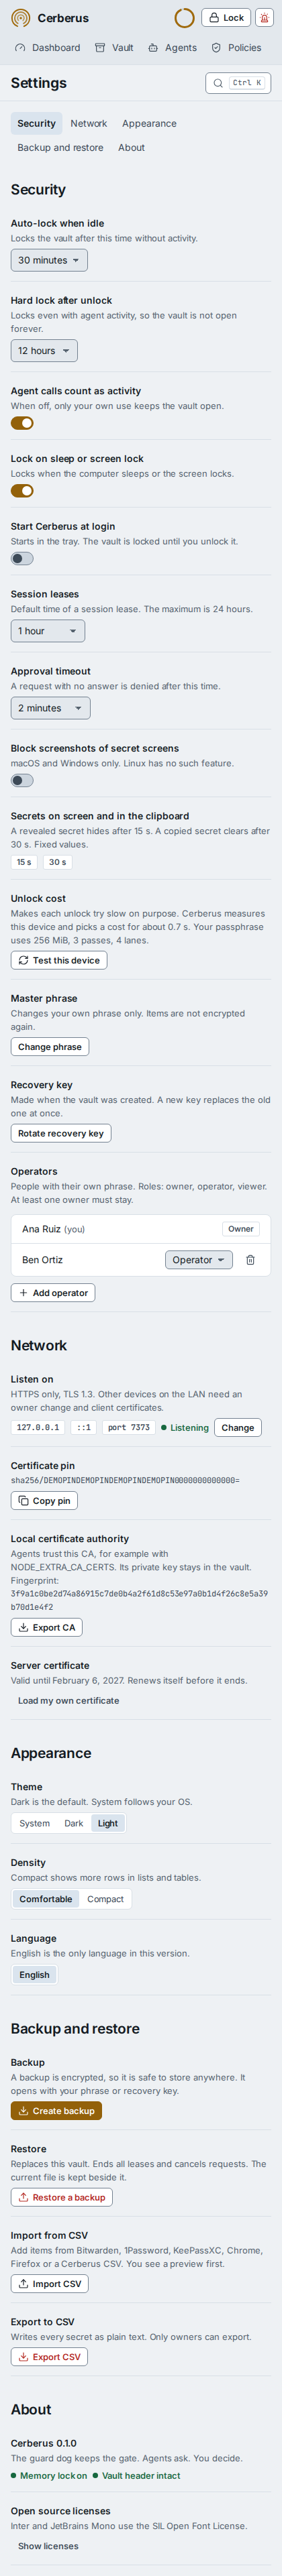 Cerberus
Lock
Dashboard Vault Agents Policies
Settings
Ctrl K
Security Network Appearance
Backup and restore About
Security
Auto-lock when idle
Locks the vault after this time without activity.
30 minutes
Hard lock after unlock
Locks even with agent activity, so the vault is not open
forever.
12 hours
Agent calls count as activity
When off, only your own use keeps the vault open.
Lock on sleep or screen lock
Locks when the computer sleeps or the screen locks.
Start Cerberus at login
Starts in the tray. The vault is locked until you unlock it.
Session leases
Default time of a session lease. The maximum is 24 hours.
1 hour
Approval timeout
A request with no answer is denied after this time.
2 minutes
Block screenshots of secret screens
macOS and Windows only. Linux has no such feature.
Secrets on screen and in the clipboard
A revealed secret hides after 15 s. A copied secret clears after
30 s. Fixed values.
15 s 30 s
Unlock cost
Makes each unlock try slow on purpose. Cerberus measures
this device and picks a cost for about 0.7 s. Your passphrase
uses 256 MiB, 3 passes, 4 lanes.
Test this device
Master phrase
Changes your own phrase only. Items are not encrypted
again.
Change phrase
Recovery key
Made when the vault was created. A new key replaces the old
one at once.
Rotate recovery key
Operators
People with their own phrase. Roles: owner, operator, viewer.
At least one owner must stay.
Ana Ruiz (you) Owner
Ben Ortiz Operator
Add operator
Network
Listen on
HTTPS only, TLS 1.3. Other devices on the LAN need an
owner change and client certificates.
127.0.0.1 ::1 port 7373 Listening Change
Certificate pin
sha256/DEMOPINDEMOPINDEMOPINDEMOPIN0000000000000=
Copy pin
Local certificate authority
Agents trust this CA, for example with
NODE_EXTRA_CA_CERTS. Its private key stays in the vault.
Fingerprint:
3f9a1c0be2d74a86915c7de0b4a2f61d8c53e97a0b1d4f26c8e5a39
b70d1e4f2
Export CA
Server certificate
Valid until February 6, 2027. Renews itself before it ends.
Load my own certificate
Appearance
Theme
Dark is the default. System follows your OS.
System Dark Light
Density
Compact shows more rows in lists and tables.
Comfortable Compact
Language
English is the only language in this version.
English
Backup and restore
Backup
A backup is encrypted, so it is safe to store anywhere. It
opens with your phrase or recovery key.
Create backup
Restore
Replaces this vault. Ends all leases and cancels requests. The
current file is kept beside it.
Restore a backup
Import from CSV
Add items from Bitwarden, 1Password, KeePassXC, Chrome,
Firefox or a Cerberus CSV. You see a preview first.
Import CSV
Export to CSV
Writes every secret as plain text. Only owners can export.
Export CSV
About
Cerberus 0.1.0
The guard dog keeps the gate. Agents ask. You decide.
Memory lock on Vault header intact
Open source licenses
Inter and JetBrains Mono use the SIL Open Font License.
Show licenses